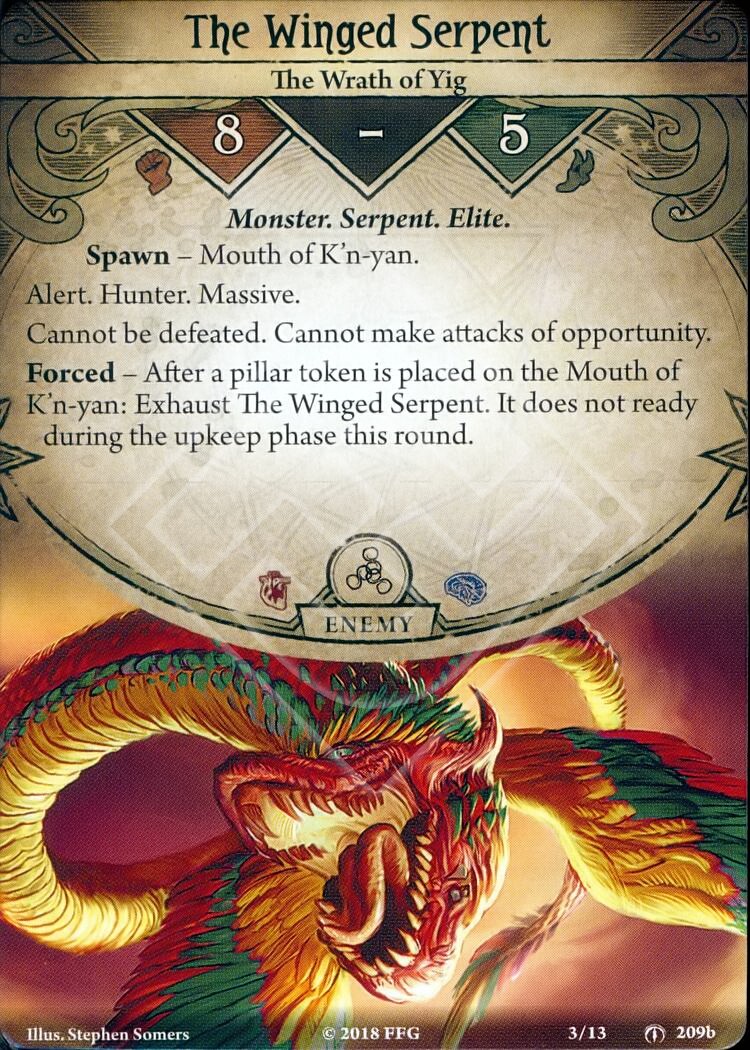 The Winged Serpent
The Wrath of Yig
8 – 5
Monster. Serpent. Elite.
Spawn – Mouth of K'n-yan.
Alert. Hunter. Massive.
Cannot be defeated. Cannot make attacks of opportunity.
Forced – After a pillar token is placed on the Mouth of
K'n-yan: Exhaust The Winged Serpent. It does not ready
during the upkeep phase this round.
ENEMY
Illus. Stephen Somers © 2018 FFG 3/13 209b